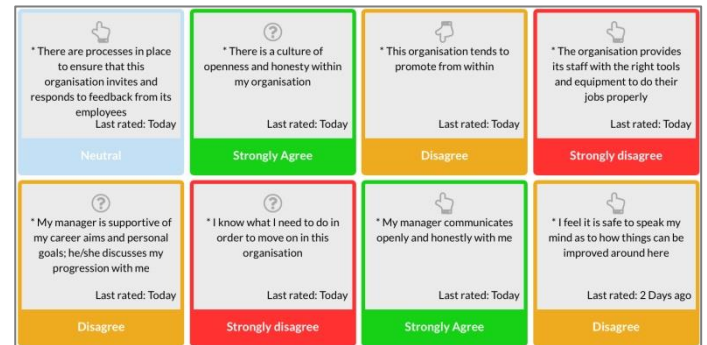 * There are processes in place
to ensure that this
organisation invites and
responds to feedback from its
employees
Last rated: Today
Neutral
* There is a culture of
openness and honesty within
my organisation
Last rated: Today
Strongly Agree
* This organisation tends to
promote from within
Last rated: Today
Disagree
* The organisation provides
its staff with the right tools
and equipment to do their
jobs properly
Last rated: Today
Strongly disagree
* My manager is supportive of
my career aims and personal
goals; he/she discusses my
progression with me
Last rated: Today
Disagree
* I know what I need to do in
order to move on in this
organisation
Last rated: Today
Strongly disagree
* My manager communicates
openly and honestly with me
Last rated: Today
Strongly Agree
* I feel it is safe to speak my
mind as to how things can be
improved around here
Last rated: 2 Days ago
Disagree